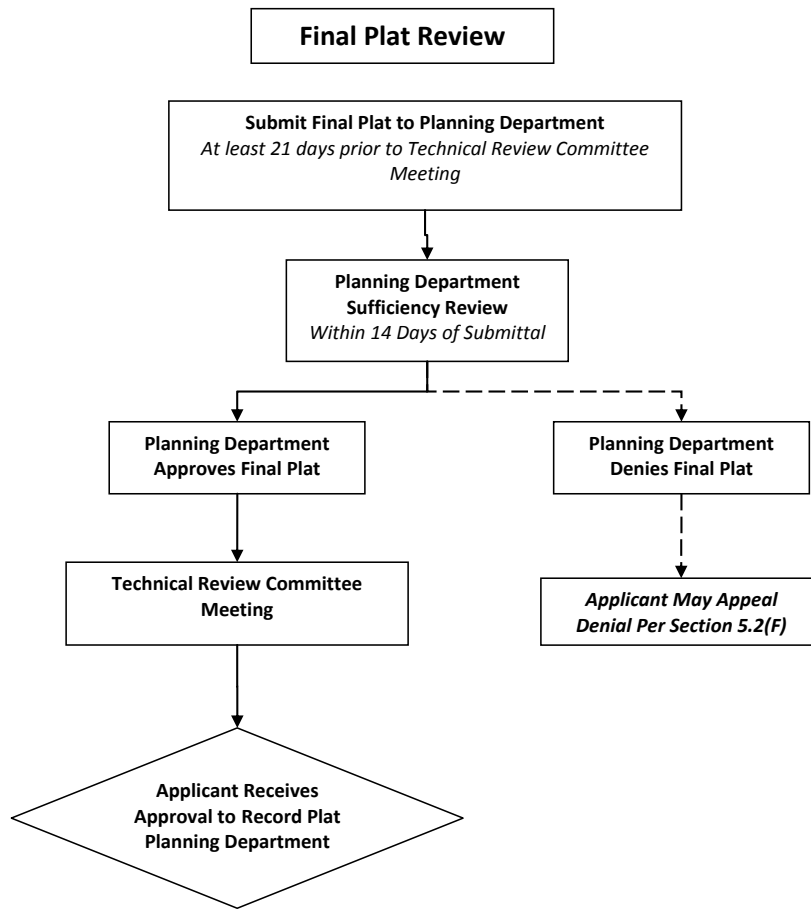 Final Plat Review
Submit Final Plat to Planning Department
At least 21 days prior to Technical Review Committee
Meeting
Planning Department
Sufficiency Review
Within 14 Days of Submittal
Planning Department
Approves Final Plat
Planning Department
Denies Final Plat
Technical Review Committee
Meeting
Applicant May Appeal
Denial Per Section 5.2(F)
Applicant Receives
Approval to Record Plat
Planning Department